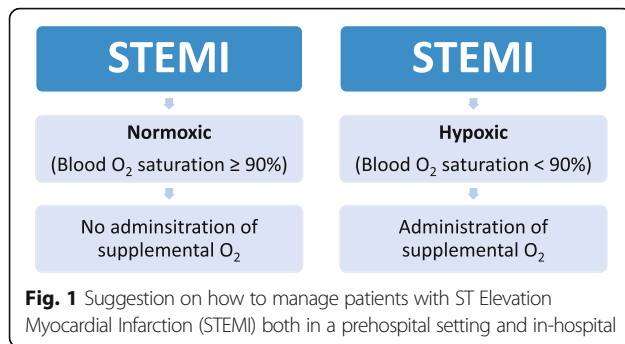 STEMI
Normoxic
(Blood O₂ saturation ≥ 90%)
No adminsitration of
supplemental O₂
STEMI
Hypoxic
(Blood O₂ saturation < 90%)
Administration of
supplemental O₂
Fig. 1 Suggestion on how to manage patients with ST Elevation
Myocardial Infarction (STEMI) both in a prehospital setting and in-hospital